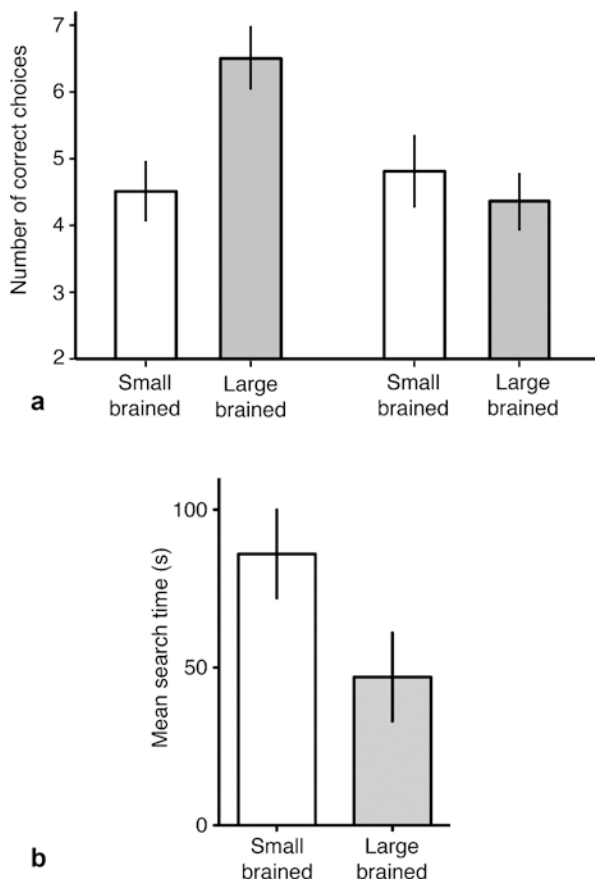 Number of correct choices
7
6
5
4
3
2
Small
brained
Large
brained
Small
brained
Large
brained
a
Mean search time (s)
100
50
0
Small
brained
Large
brained
b